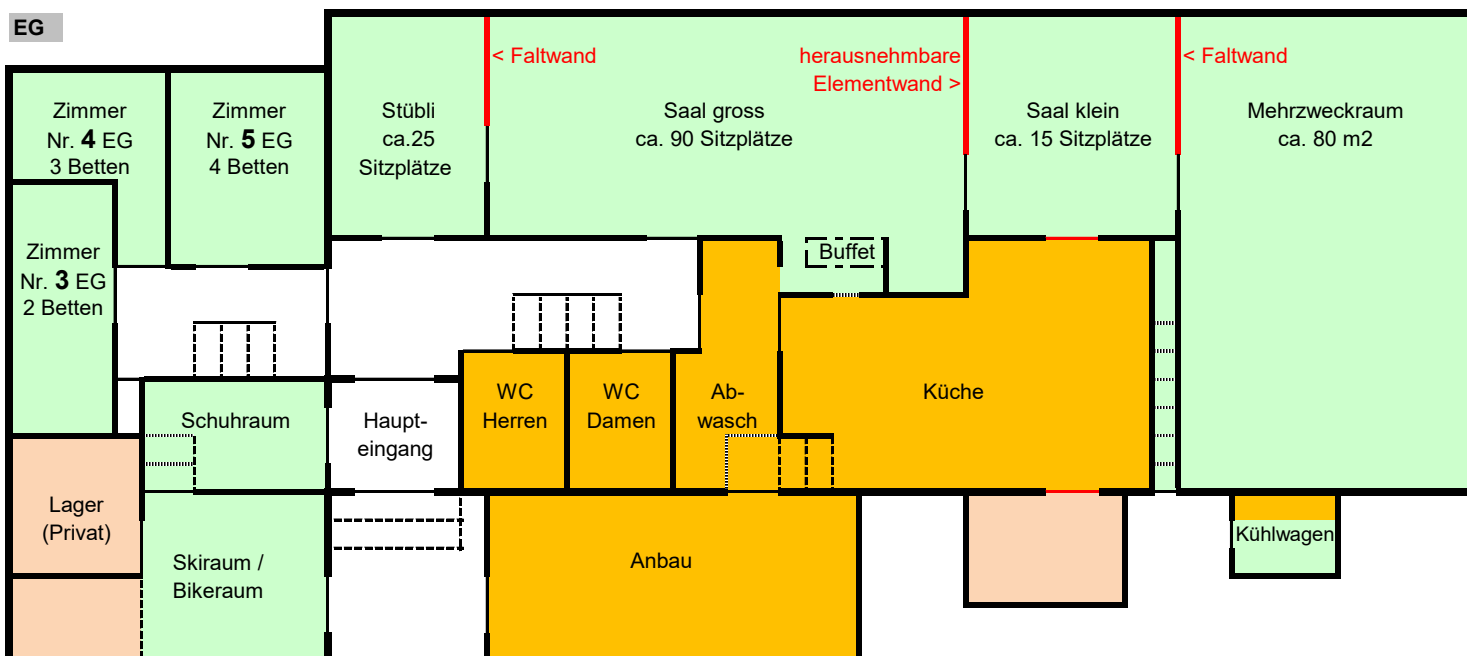 EG
< Faltwand
herausnehmbare
Elementwand >
< Faltwand
Zimmer
Nr. 4 EG
3 Betten
Zimmer
Nr. 5 EG
4 Betten
Stübli
ca.25
Sitzplätze
Saal gross
ca. 90 Sitzplätze
Saal klein
ca. 15 Sitzplätze
Mehrzweckraum
ca. 80 m2
Zimmer
Nr. 3 EG
2 Betten
Buffet
Schuhraum
Haupt-
eingang
WC
Herren
WC
Damen
Ab-
wasch
Küche
Lager
(Privat)
Skiraum /
Bikeraum
Anbau
Kühlwagen